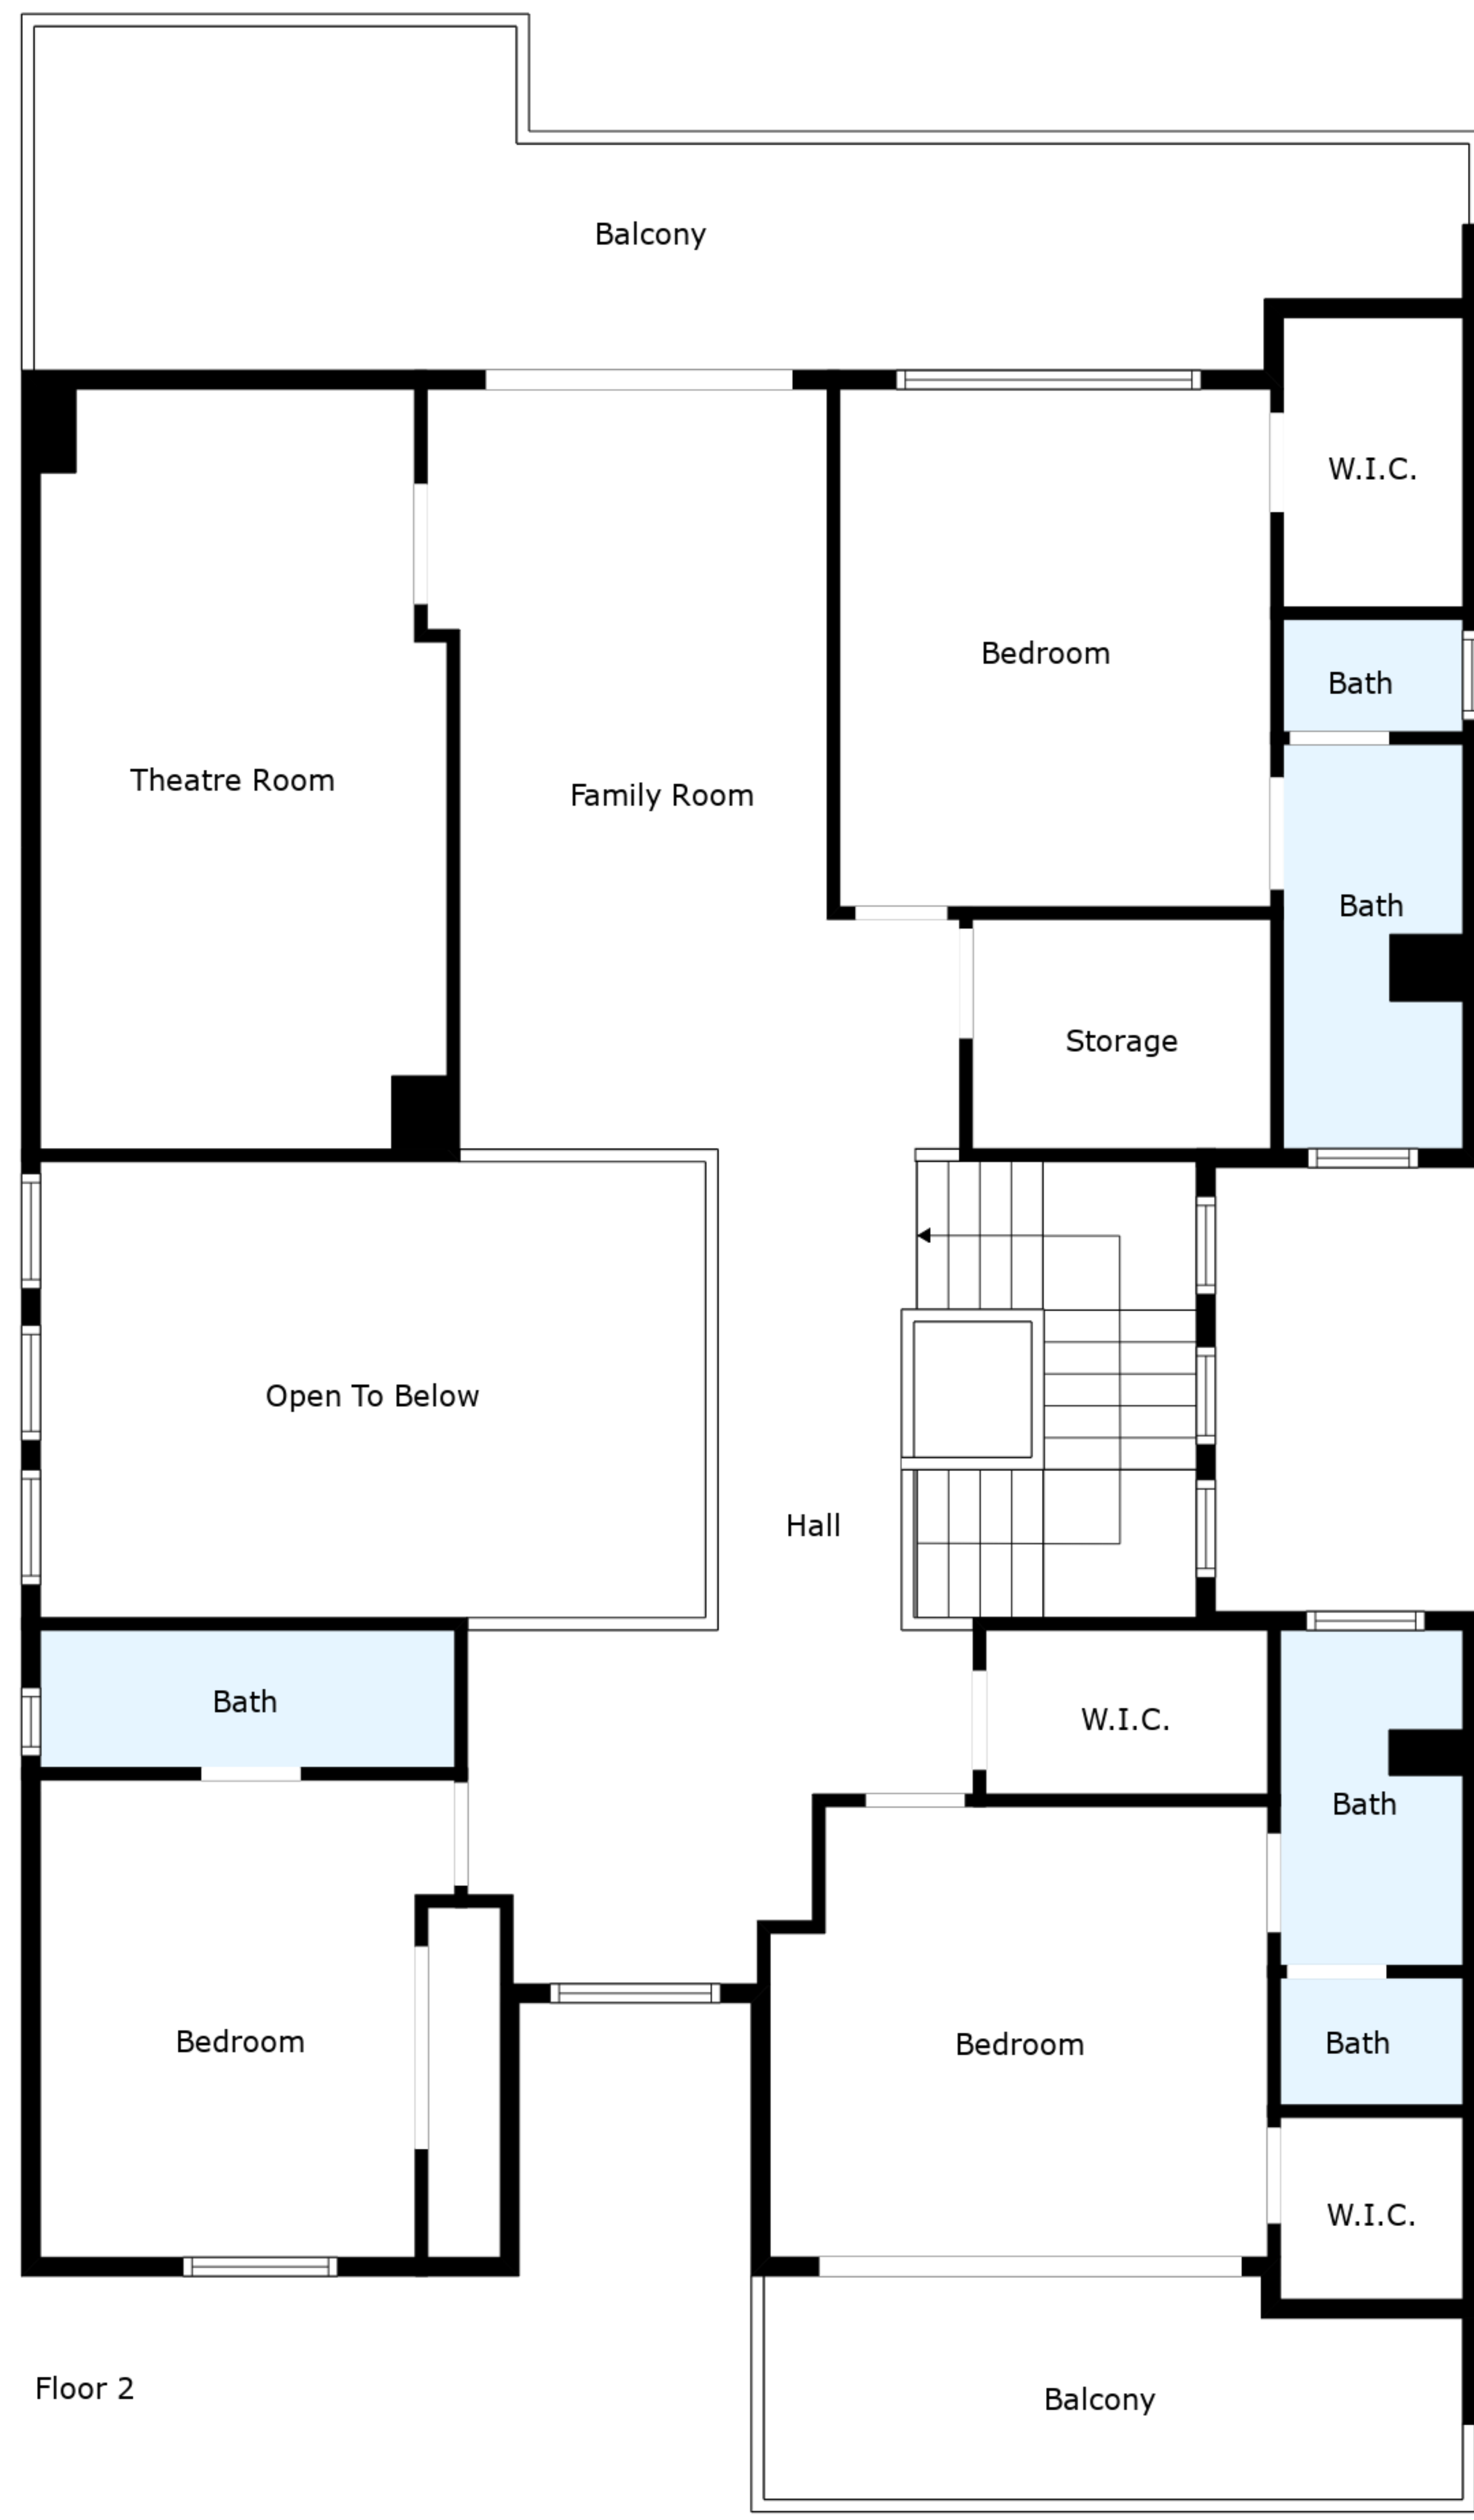 Balcony
W.I.C.
Bedroom
Bath
Theatre Room
Family Room
Bath
Storage
Open To Below
Hall
Bath
W.I.C.
Bath
Bedroom
Bedroom
Bath
W.I.C.
Floor 2
Balcony